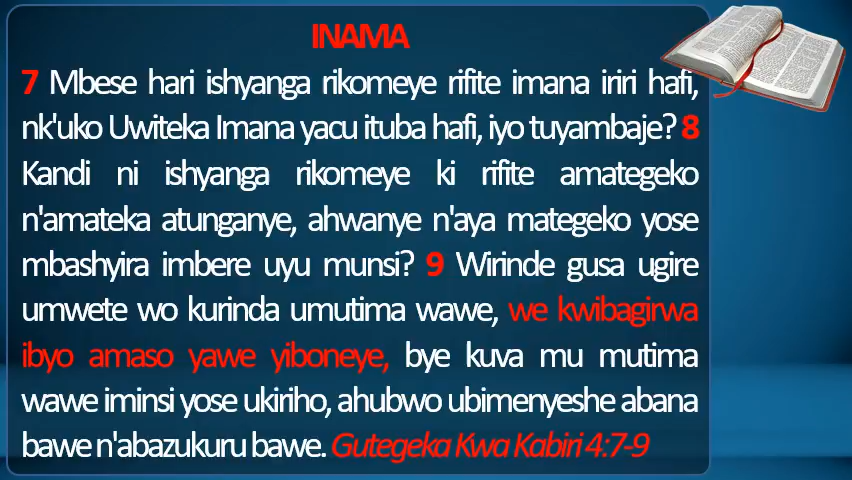 INAMA
7 Mbese hari ishyanga rikomeye rifite imana iriri hafi,
nk'uko Uwiteka Imana yacu ituba hafi, iyo tuyambaje? 8
Kandi ni ishyanga rikomeye ki rifite amategeko
n'amateka atunganye, ahwanye n'aya mategeko yose
mbashyira imbere uyu munsi? 9 Wirinde gusa ugire
umwete wo kurinda umutima wawe, we kwibagirwa
ibyo amaso yawe yiboneye, bye kuva mu mutima
wawe iminsi yose ukiriho, ahubwo ubimenyeshe abana
bawe n'abazukuru bawe. Gutegeka Kwa Kabiri 4:7-9